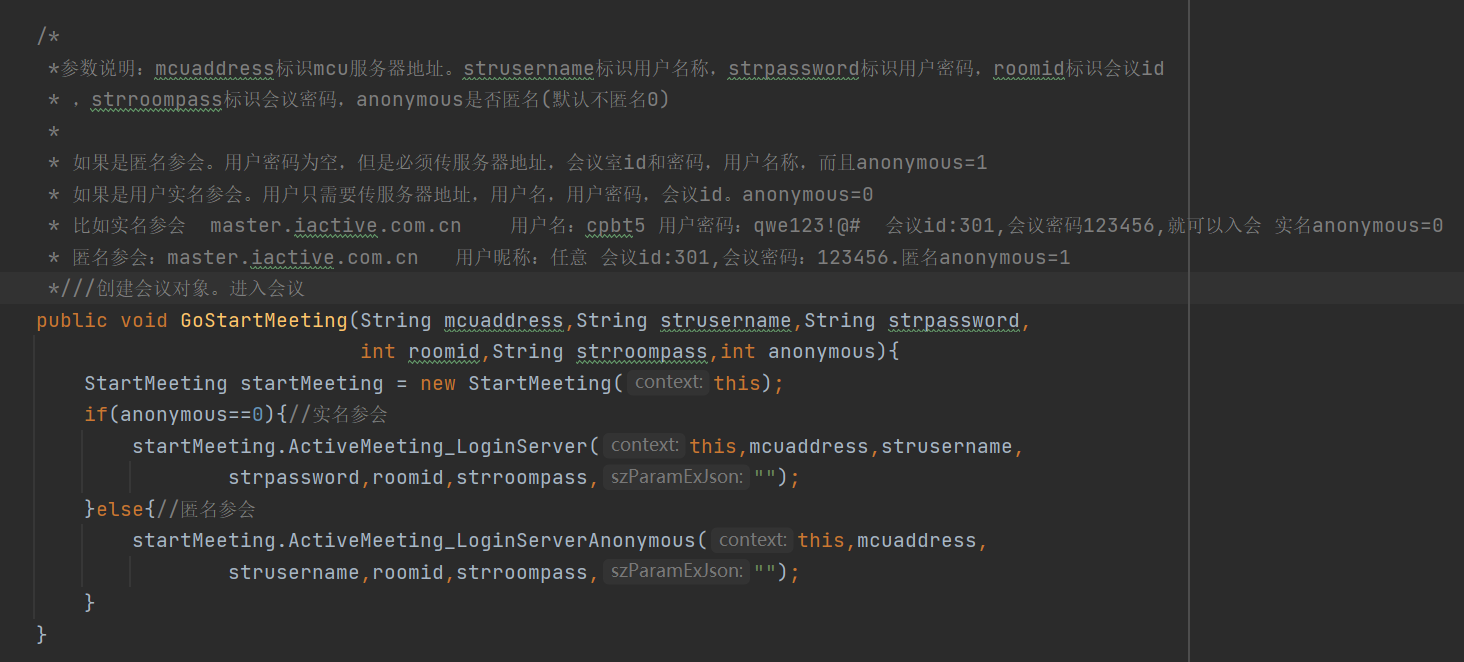 /*
*参数说明：mcuaddress标识mcu服务器地址。strusername标识用户名称，strpassword标识用户密码，roomid标识会议id
* ，strroompass标识会议密码，anonymous是否匿名(默认不匿名0)
*
* 如果是匿名参会。用户密码为空，但是必须传服务器地址，会议室id和密码，用户名称，而且anonymous=1
* 如果是用户实名参会。用户只需要传服务器地址，用户名，用户密码，会议id。anonymous=0
* 比如实名参会  master.iactive.com.cn    用户名：cpbt5 用户密码：qwe123!@#  会议id:301,会议密码123456,就可以入会 实名anonymous=0
* 匿名参会：master.iactive.com.cn   用户昵称：任意 会议id:301,会议密码：123456.匿名anonymous=1
*///创建会议对象。进入会议
public void GoStartMeeting(String mcuaddress,String strusername,String strpassword,
int roomid,String strroompass,int anonymous){
StartMeeting startMeeting = new StartMeeting( context: this);
if(anonymous==0){//实名参会
startMeeting.ActiveMeeting_LoginServer( context: this,mcuaddress,strusername,
strpassword,roomid,strroompass, szParamExJson: "");
}else{//匿名参会
startMeeting.ActiveMeeting_LoginServerAnonymous( context: this,mcuaddress,
strusername,roomid,strroompass, szParamExJson: "");
}
}